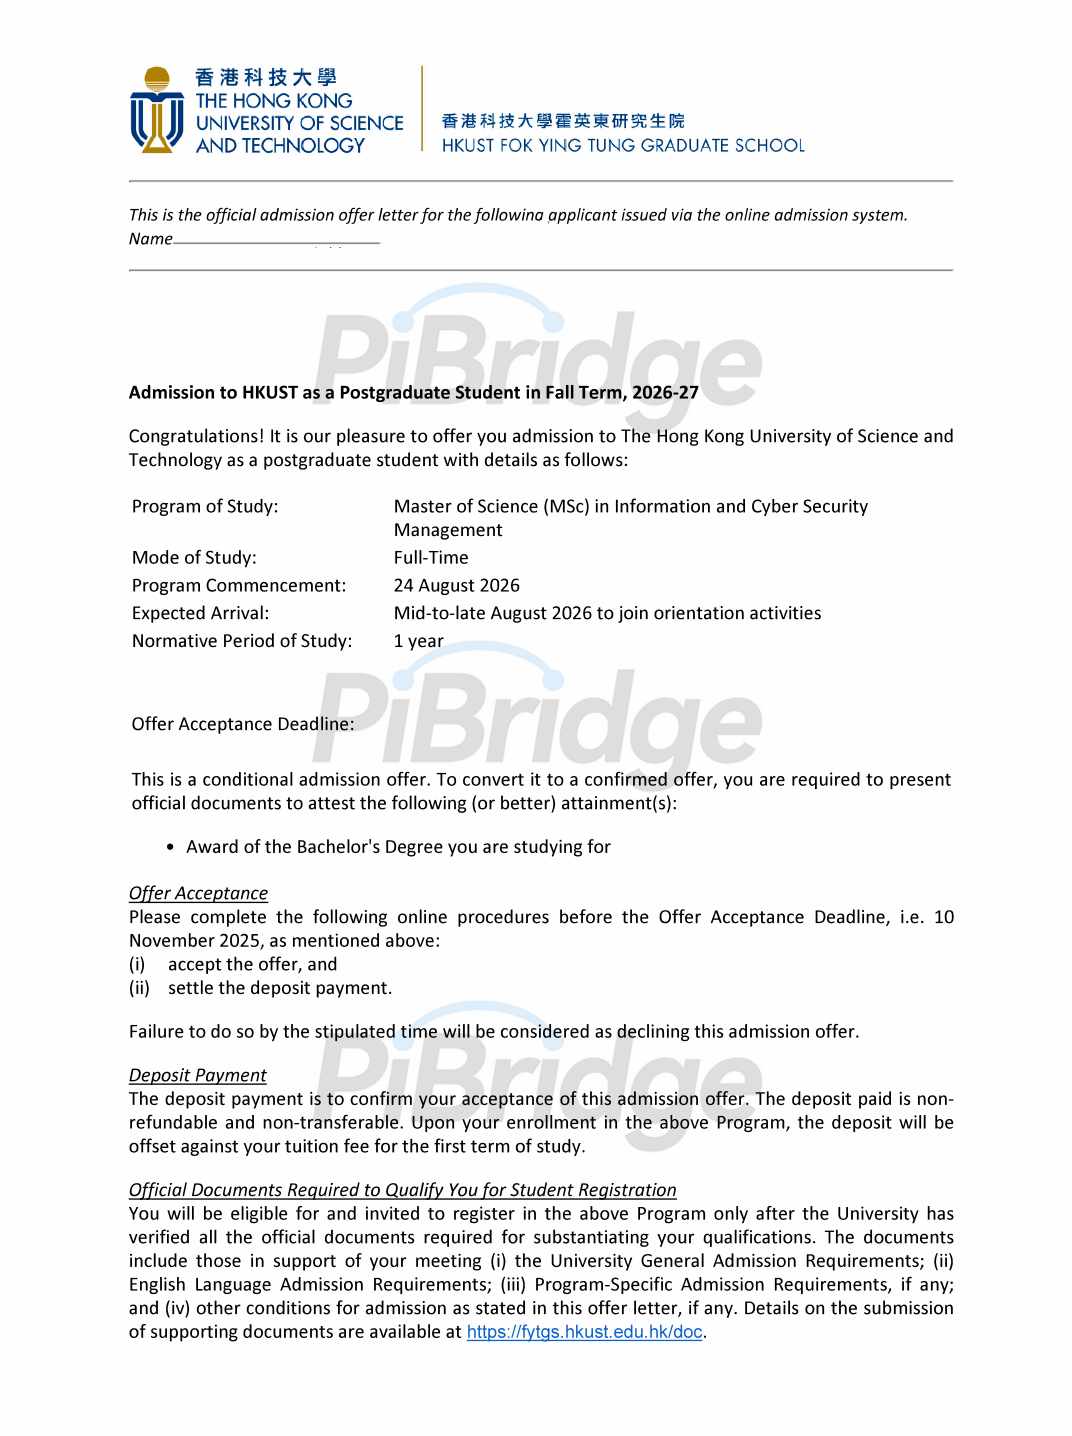 香港科技大學
THE HONG KONG
UNIVERSITY OF SCIENCE
AND TECHNOLOGY
香港科技大學霍英東研究生院
HKUST FOK YING TUNG GRADUATE SCHOOL
This is the official admission offer letter for the following applicant issued via the online admission system.
Name
PiBridge
Admission to HKUST as a Postgraduate Student in Fall Term, 2026-27
Congratulations! It is our pleasure to offer you admission to The Hong Kong University of Science and
Technology as a postgraduate student with details as follows:
Program of Study: Master of Science (MSc) in Information and Cyber Security
Management
Mode of Study: Full-Time
Program Commencement: 24 August 2026
Expected Arrival: Mid-to-late August 2026 to join orientation activities
Normative Period of Study: 1 year
PiBridge
Offer Acceptance Deadline:
This is a conditional admission offer. To convert it to a confirmed offer, you are required to present
official documents to attest the following (or better) attainment(s):
• Award of the Bachelor's Degree you are studying for
Offer Acceptance
Please complete the following online procedures before the Offer Acceptance Deadline, i.e. 10
November 2025, as mentioned above:
(i) accept the offer, and
(ii) settle the deposit payment.
Failure to do so by the stipulated time will be considered as declining this admission offer.
PiBridge
Deposit Payment
The deposit payment is to confirm your acceptance of this admission offer. The deposit paid is non-
refundable and non-transferable. Upon your enrollment in the above Program, the deposit will be
offset against your tuition fee for the first term of study.
Official Documents Required to Qualify You for Student Registration
You will be eligible for and invited to register in the above Program only after the University has
verified all the official documents required for substantiating your qualifications. The documents
include those in support of your meeting (i) the University General Admission Requirements; (ii)
English Language Admission Requirements; (iii) Program-Specific Admission Requirements, if any;
and (iv) other conditions for admission as stated in this offer letter, if any. Details on the submission
of supporting documents are available at https://fytgs.hkust.edu.hk/doc.